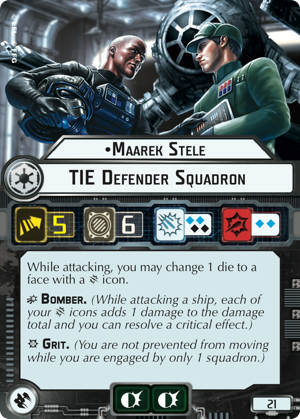 •Maarek Stele
TIE Defender Squadron
5 6
While attacking, you may change 1 die to a
face with a icon.
Bomber. (While attacking a ship, each of
your icons adds 1 damage to the damage
total and you can resolve a critical effect.)
Grit. (You are not prevented from moving
while you are engaged by only 1 squadron.)
21